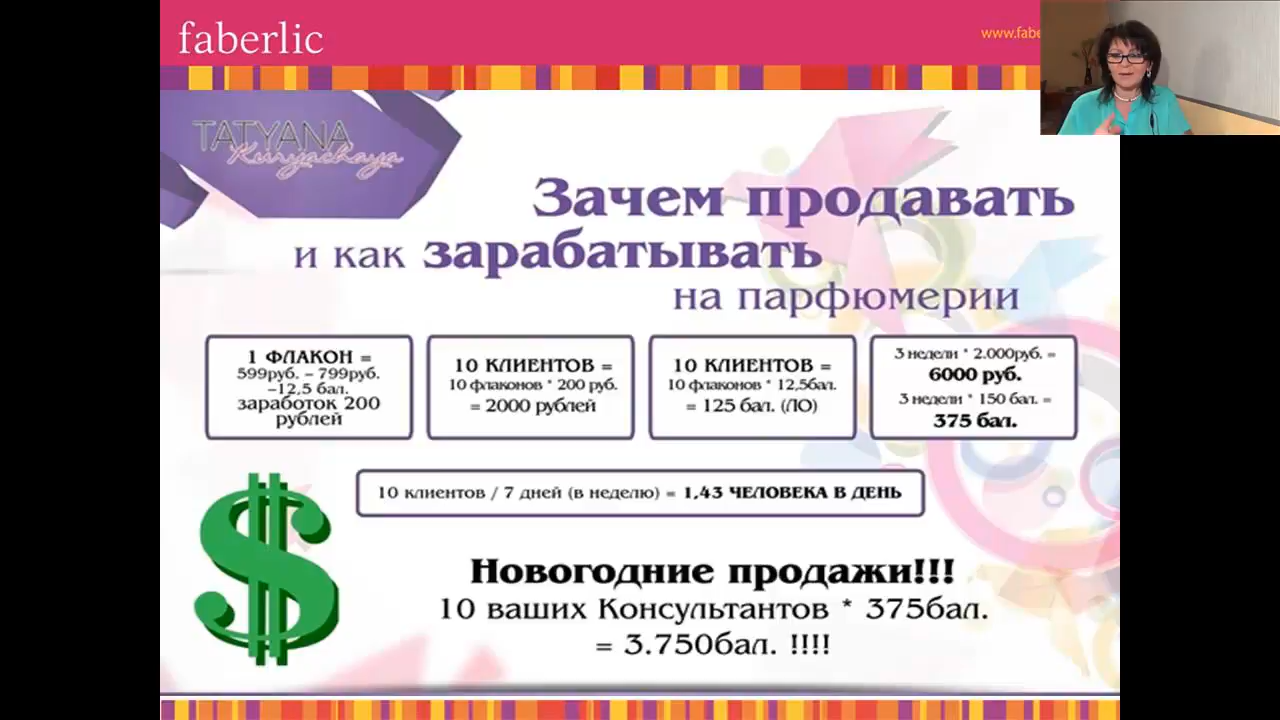 faberlic
www.fabe
TATYANA
Kuryachaya
Зачем продавать
и как зарабатывать
на парфюмерии
1 ФЛАКОН =
599руб. – 799руб.
–12,5 бал.
заработок 200
рублей
10 КЛИЕНТОВ =
10 флаконов * 200 руб.
= 2000 рублей
10 КЛИЕНТОВ =
10 флаконов * 12,5бал.
= 125 бал. (ЛО)
3 недели * 2.000руб. =
6000 руб.
3 недели * 150 бал. =
375 бал.
10 клиентов / 7 дней (в неделю) = 1,43 ЧЕЛОВЕКА В ДЕНЬ
Новогодние продажи!!!
10 ваших Консультантов * 375бал.
= 3.750бал. !!!!